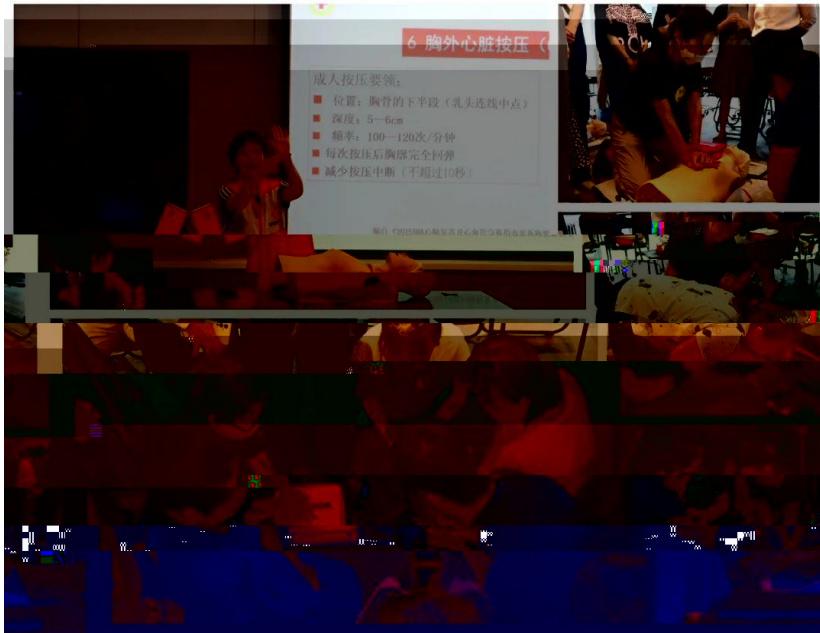 6 胸外心脏按压（
成人按压要领：
位置：胸骨的下半段（乳头连线中点）
深度：5—6cm
频率：100—120次/分钟
每次按压后胸廓完全回弹
减少按压中断（不超过10秒）